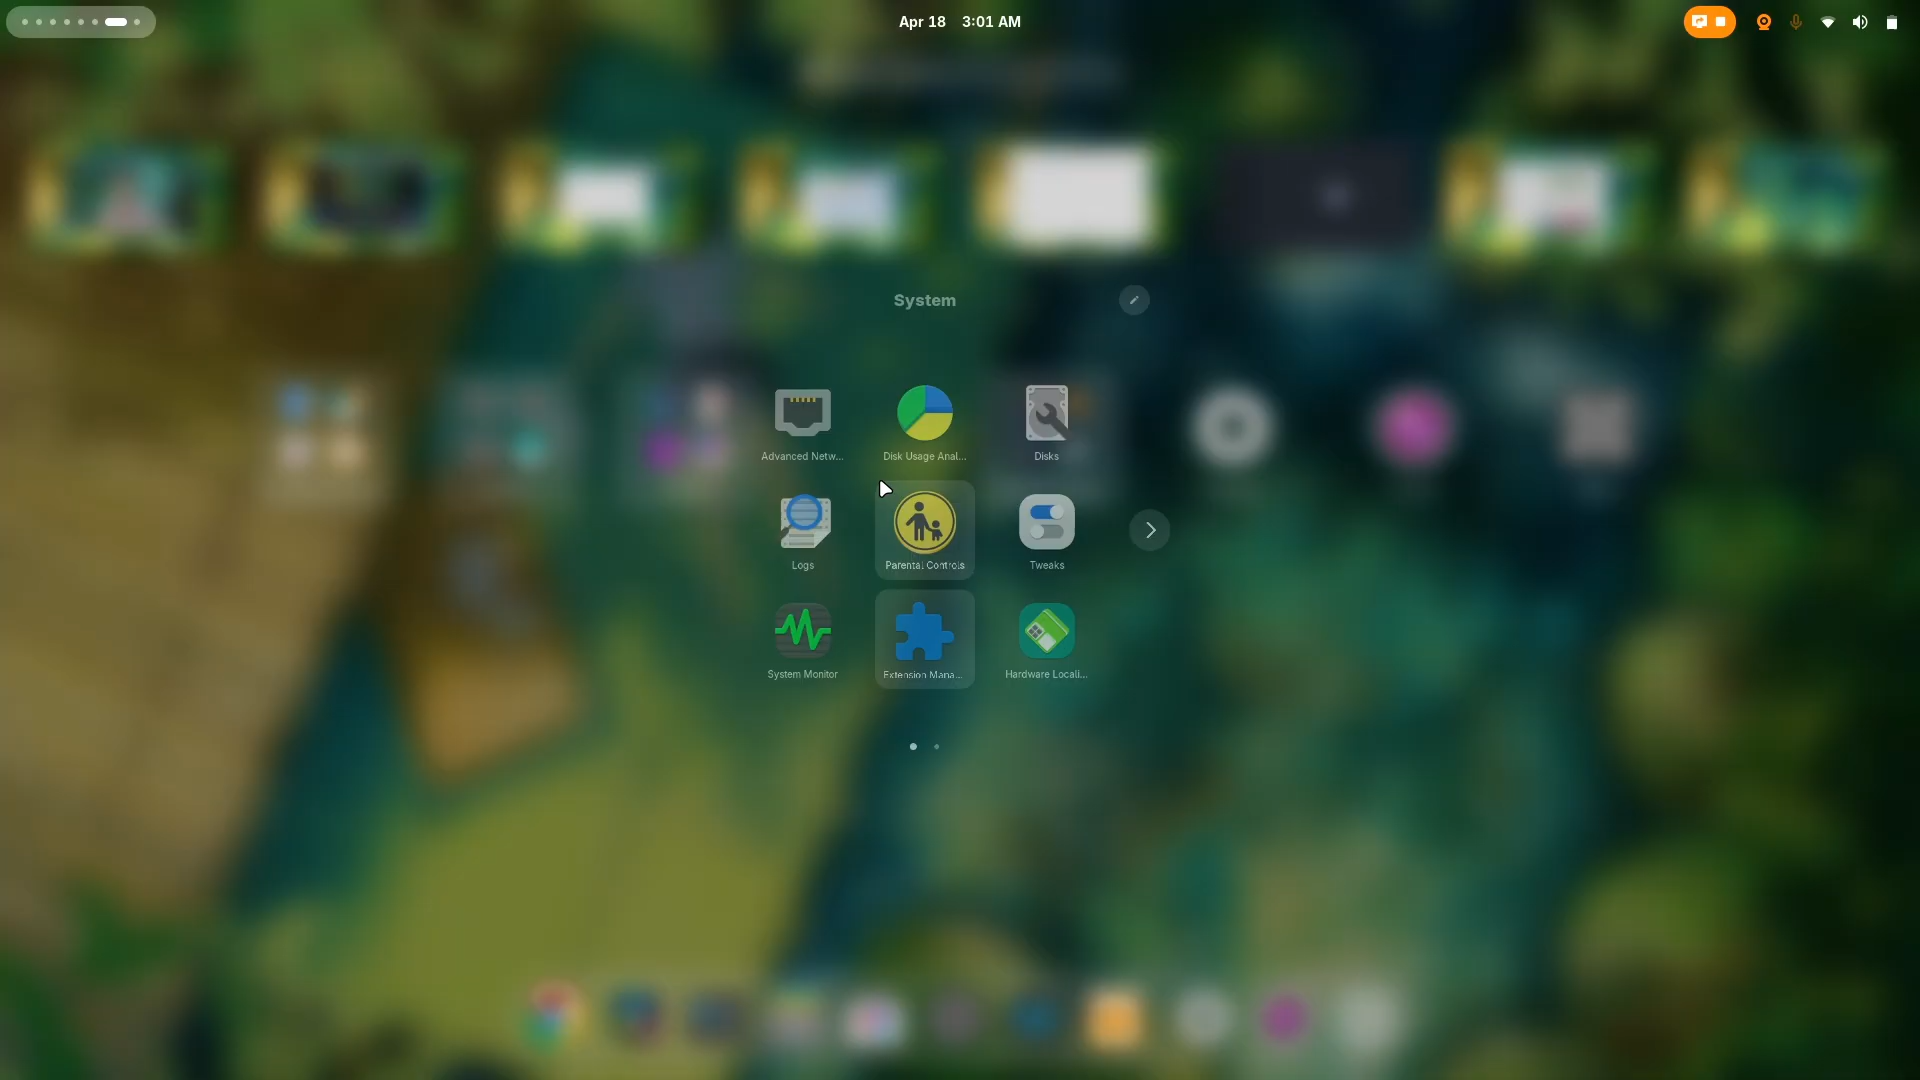 Apr 18 3:01 AM
System
Advanced Netw...
Disk Usage Anal...
Disks
Logs
Parental Controls
Tweaks
System Monitor
Extension Mana...
Hardware Locali...